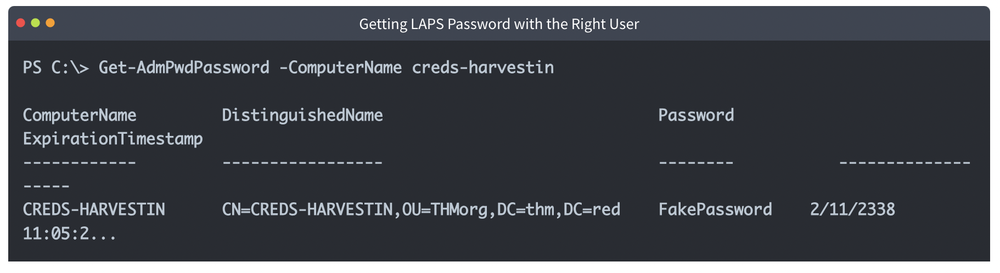 Getting LAPS Password with the Right User
PS C:\> Get-AdmPwdPassword -ComputerName creds-harvestin
ComputerName         DistinguishedName                             Password
ExpirationTimestamp
------------         -----------------                             --------           --------------
-----
CREDS-HARVESTIN      CN=CREDS-HARVESTIN,OU=THMorg,DC=thm,DC=red    FakePassword    2/11/2338
11:05:2...